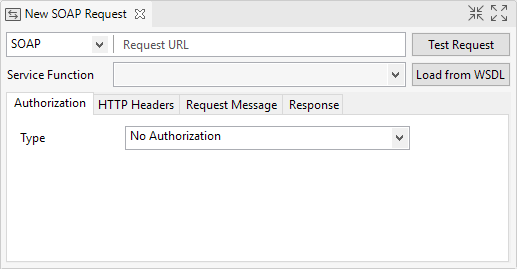 New SOAP Request
SOAP Request URL Test Request
Service Function Load from WSDL
Authorization HTTP Headers Request Message Response
Type No Authorization